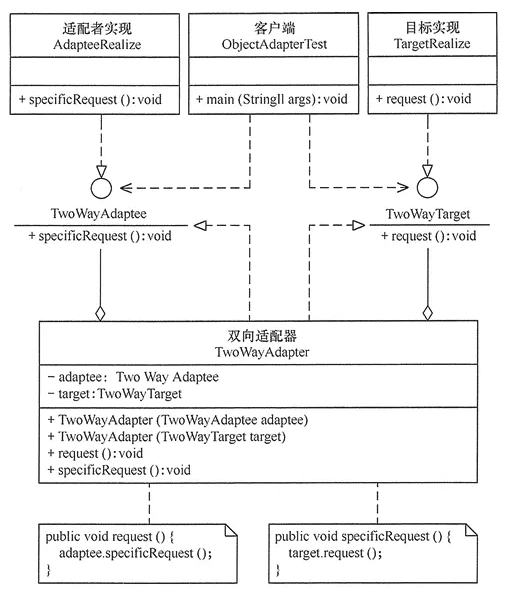 适配者实现
AdapteeRealize
+ specificRequest ( ): void
客户端
ObjectAdapterTest
+ main (StringII args): void
目标实现
TargetRealize
+ request ( ): void
TwoWayAdaptee
+ specificRequest ( ): void
TwoWayTarget
+ request ( ): void
双向适配器
TwoWayAdapter
- adaptee: Two Way Adaptee
- target:TwoWayTarget
+ TwoWayAdapter (TwoWayAdaptee adaptee)
+ TwoWayAdapter (TwoWayTarget target)
+ request ( ): void
+ specificRequest ( ): void
public void request ( ) {
adaptee.specificRequest ( );
}
public void specificRequest ( ) {
target.request ( );
}